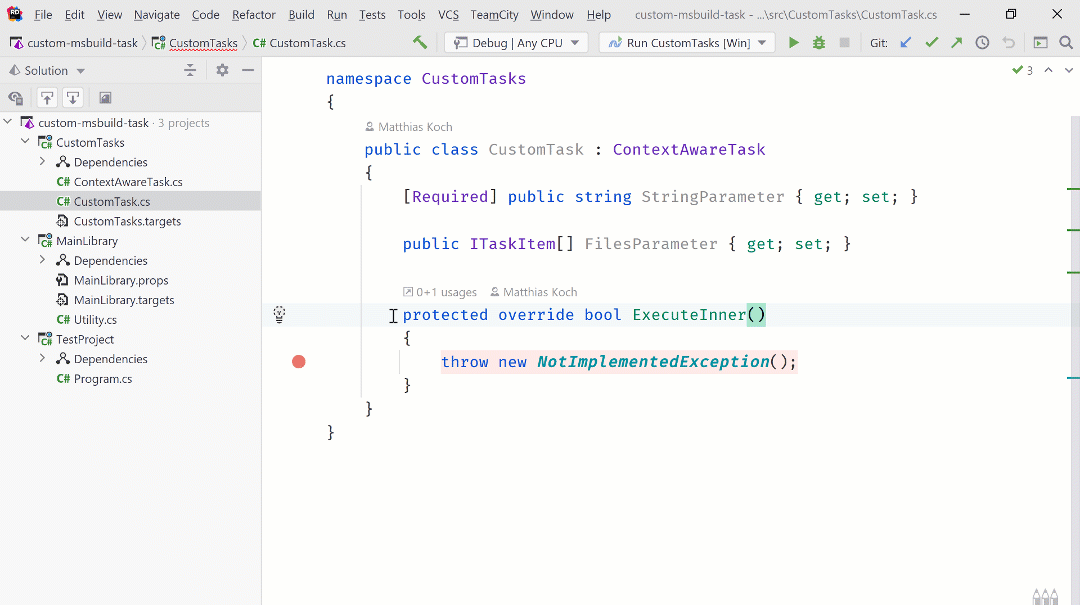 RD File Edit View Navigate Code Refactor Build Run Tests Tools VCS TeamCity Window Help custom-msbuild-task - ...\src\CustomTasks\CustomTask.cs
custom-msbuild-task CustomTasks C# CustomTask.cs Debug | Any CPU Run CustomTasks [Win] Git:
Solution
custom-msbuild-task · 3 projects
C# CustomTasks
Dependencies
C# ContextAwareTask.cs
C# CustomTask.cs
CustomTasks.targets
C# MainLibrary
Dependencies
MainLibrary.props
MainLibrary.targets
C# Utility.cs
C# TestProject
Dependencies
C# Program.cs
3
namespace CustomTasks
{
Matthias Koch
public class CustomTask : ContextAwareTask
{
[Required] public string StringParameter { get; set; }
public ITaskItem[] FilesParameter { get; set; }
0+1 usages Matthias Koch
protected override bool ExecuteInner()
{
throw new NotImplementedException();
}
}
}